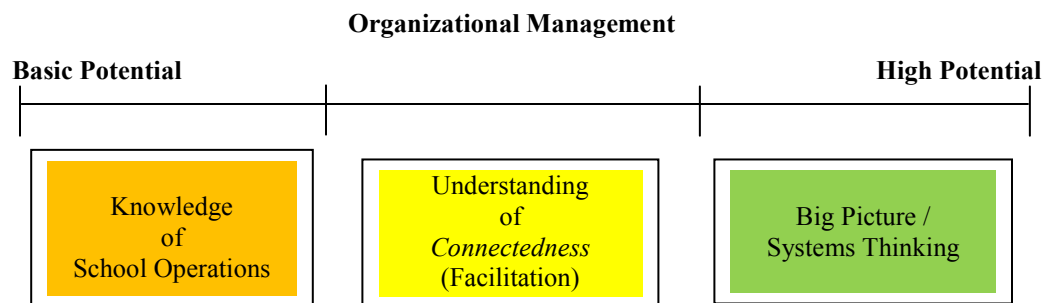 Organizational Management
Basic Potential High Potential
Knowledge
of
School Operations
Understanding
of
Connectedness
(Facilitation)
Big Picture /
Systems Thinking